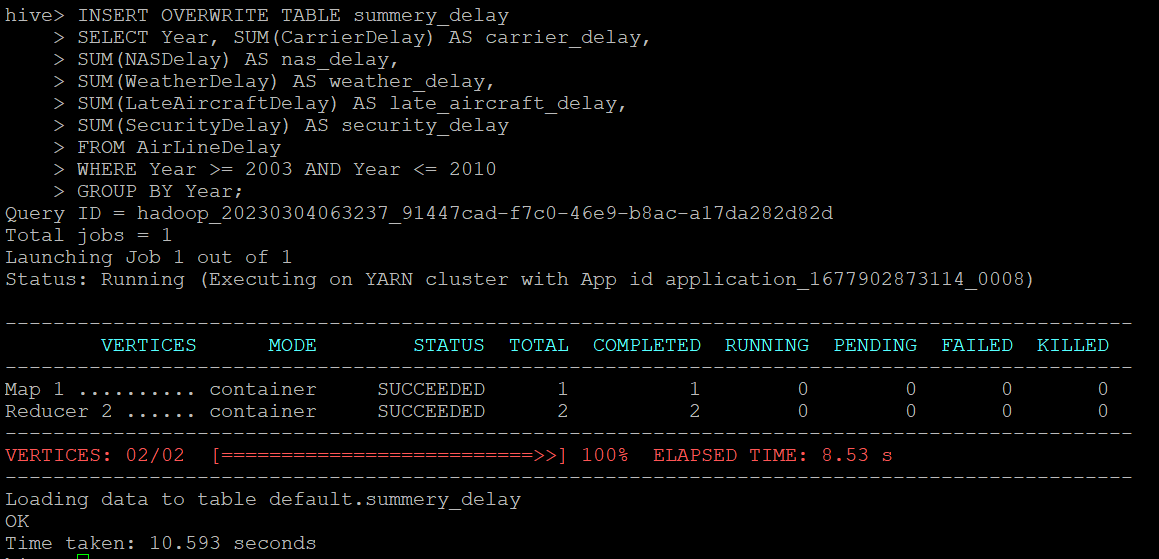 hive> INSERT OVERWRITE TABLE summery_delay
    > SELECT Year, SUM(CarrierDelay) AS carrier_delay,
    > SUM(NASDelay) AS nas_delay,
    > SUM(WeatherDelay) AS weather_delay,
    > SUM(LateAircraftDelay) AS late_aircraft_delay,
    > SUM(SecurityDelay) AS security_delay
    > FROM AirLineDelay
    > WHERE Year >= 2003 AND Year <= 2010
    > GROUP BY Year;
Query ID = hadoop_20230304063237_91447cad-f7c0-46e9-b8ac-a17da282d82d
Total jobs = 1
Launching Job 1 out of 1
Status: Running (Executing on YARN cluster with App id application_1677902873114_0008)
----------------------------------------------------------------------------------------------
        VERTICES      MODE        STATUS  TOTAL  COMPLETED  RUNNING  PENDING  FAILED  KILLED
----------------------------------------------------------------------------------------------
Map 1 .......... container     SUCCEEDED      1          1        0        0       0       0
Reducer 2 ...... container     SUCCEEDED      2          2        0        0       0       0
----------------------------------------------------------------------------------------------
VERTICES: 02/02  [==========================>>] 100%  ELAPSED TIME: 8.53 s
----------------------------------------------------------------------------------------------
Loading data to table default.summery_delay
OK
Time taken: 10.593 seconds